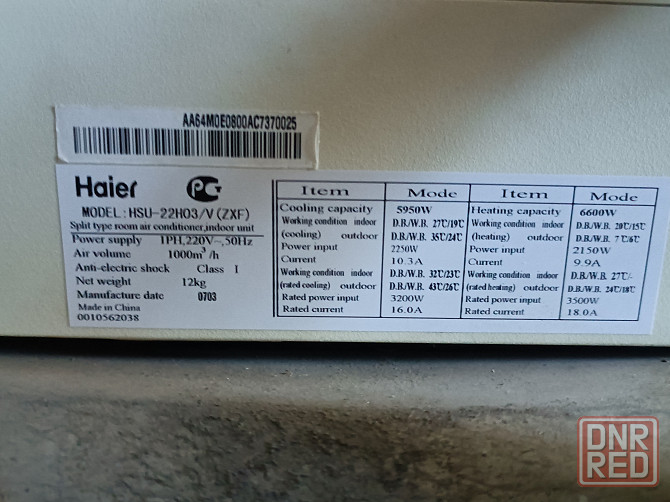 AA64M0E0800AC7370025
Haier
PG
MODEL: HSU-22H03/V(ZXF)
Split type room air conditioner,indoor unit
Power supply 1PH,220V~,50Hz
Air volume 1000m³/h
Anti-electric shock Class I
Net weight 12kg
Manufacture date 0703
Made in China
0010562038
Item Mode Item Mode
Cooling capacity 5950W Heating capacity 6600W
Working condition indoor D.B./W.B. 27℃/19℃ Working condition indoor D.B./W.B. 20℃/15℃
(cooling) outdoor D.B./W.B. 35℃/24℃ (heating) outdoor D.B./W.B. 7℃/6℃
Power input 2250W Power input 2150W
Current 10.3A Current 9.9A
Working condition indoor D.B./W.B. 32℃/23℃ Working condition indoor D.B./W.B. 27℃/-
(rated cooling) outdoor D.B./W.B. 43℃/26℃ (rated heating) outdoor D.B./W.B. 24℃/18℃
Rated power input 3200W Rated power input 3500W
Rated current 16.0A Rated current 18.0A
DNR
RED